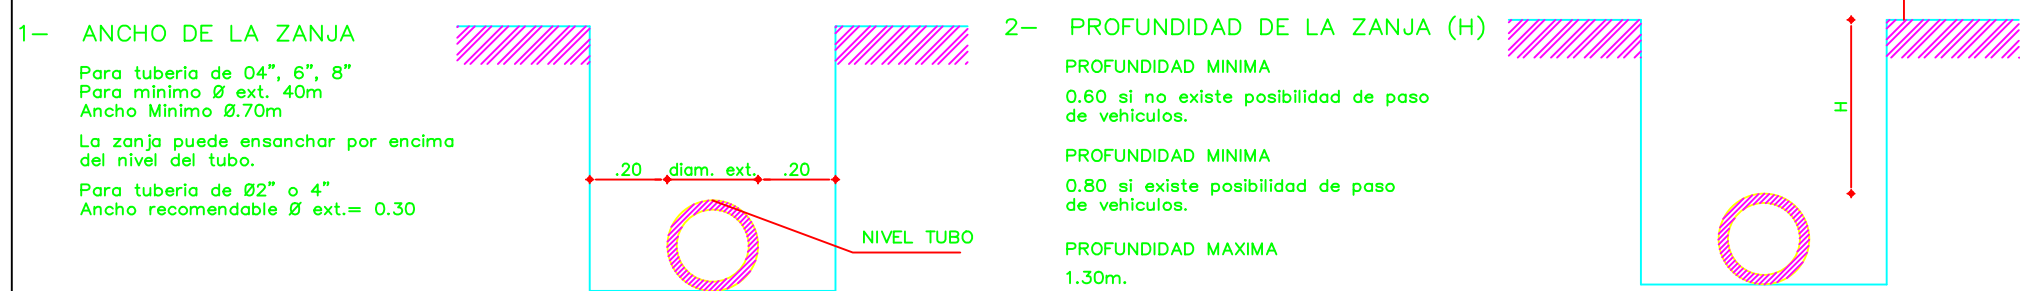 1- ANCHO DE LA ZANJA
Para tuberia de 04”, 6”, 8”
Para minimo Ø ext. 40m
Ancho Minimo Ø.70m
La zanja puede ensanchar por encima
del nivel del tubo.
Para tuberia de Ø2” o 4”
Ancho recomendable Ø ext.= 0.30
.20 diam. ext. .20
NIVEL TUBO
2- PROFUNDIDAD DE LA ZANJA (H)
PROFUNDIDAD MINIMA
0.60 si no existe posibilidad de paso
de vehiculos.
PROFUNDIDAD MINIMA
0.80 si existe posibilidad de paso
de vehiculos.
PROFUNDIDAD MAXIMA
1.30m.
H